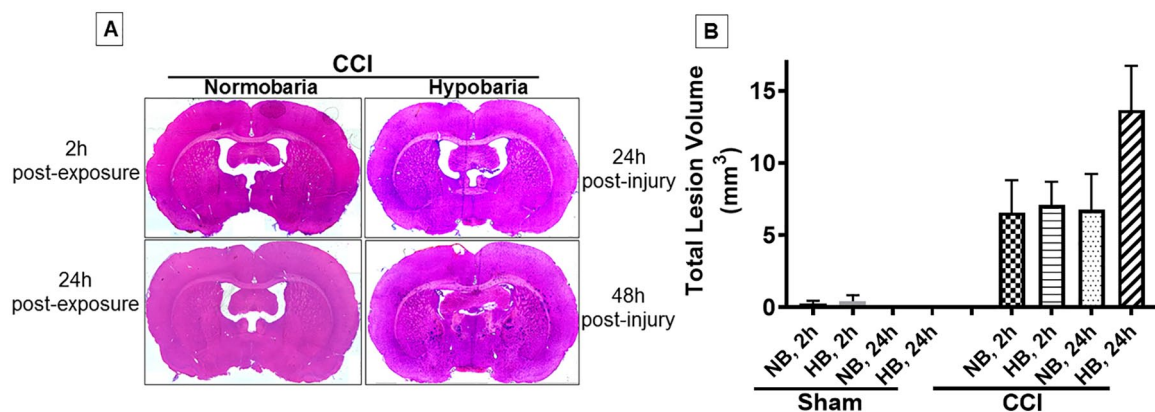 A
CCI
Normobaria
Hypobaria
2h
post-exposure
24h
post-injury
24h
post-exposure
48h
post-injury
B
Total Lesion Volume
(mm³)
15
10
5
0
NB, 2h
HB, 2h
NB, 24h
HB, 24h
NB, 2h
HB, 2h
NB, 24h
HB, 24h
Sham
CCI